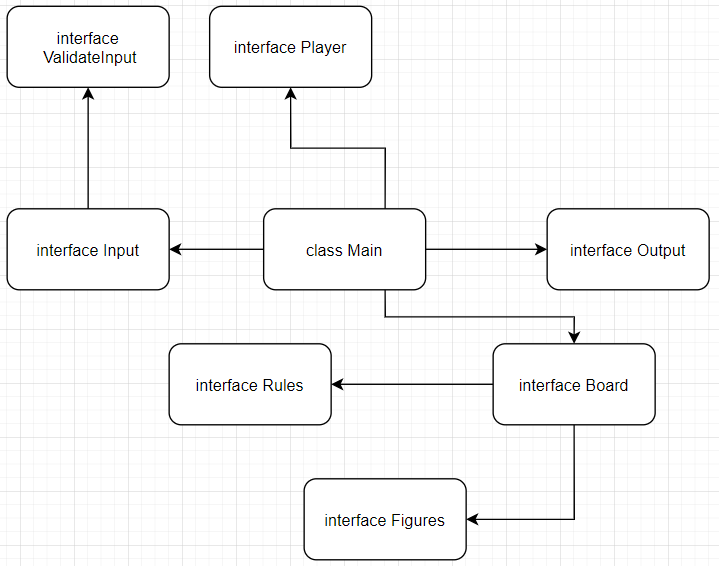 interface
ValidateInput
interface Player
interface Input
class Main
interface Output
interface Rules
interface Board
interface Figures